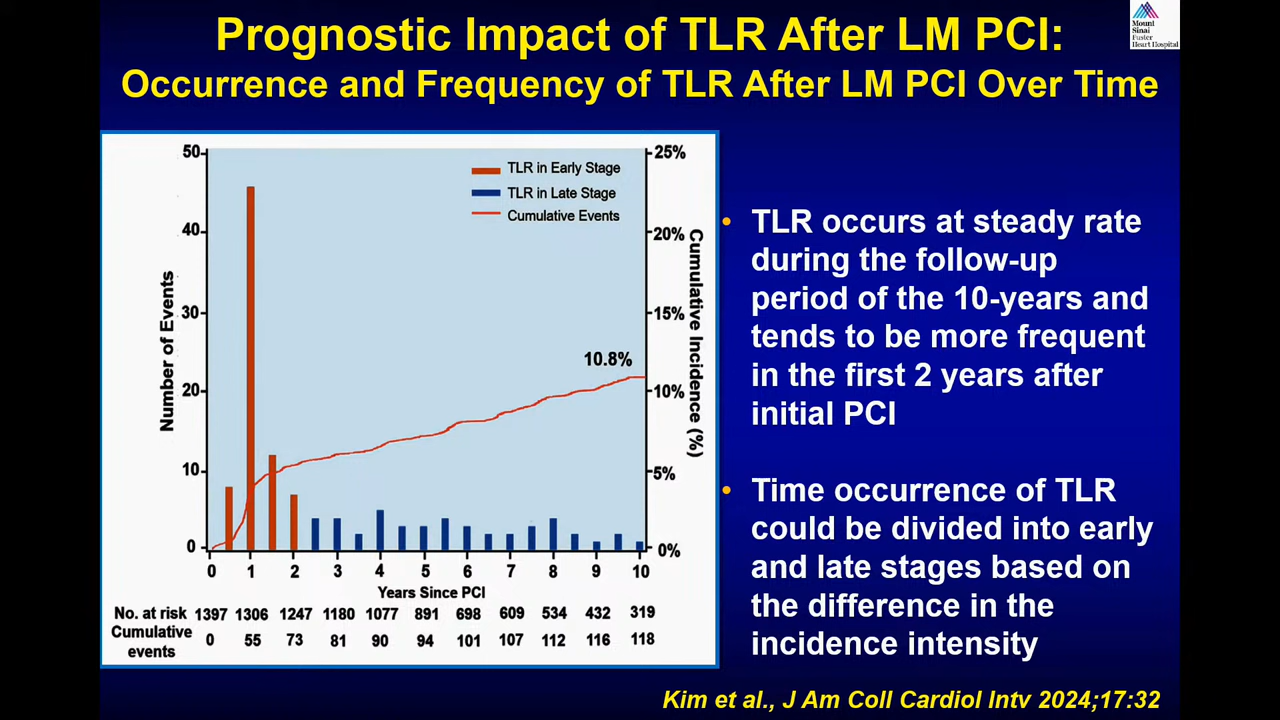 Prognostic Impact of TLR After LM PCI:
Occurrence and Frequency of TLR After LM PCI Over Time
Mount
Sinai
Fuster
Heart Hospital
50
40
30
20
10
0
Number of Events
TLR in Early Stage
TLR in Late Stage
Cumulative Events
10.8%
25%
20%
15%
10%
5%
0%
Cumulative Incidence (%)
0 1 2 3 4 5 6 7 8 9 10
Years Since PCI
No. at risk 1397 1306 1247 1180 1077 891 698 609 534 432 319
Cumulative
events 0 55 73 81 90 94 101 107 112 116 118
• TLR occurs at steady rate
during the follow-up
period of the 10-years and
tends to be more frequent
in the first 2 years after
initial PCI
• Time occurrence of TLR
could be divided into early
and late stages based on
the difference in the
incidence intensity
Kim et al., J Am Coll Cardiol Intv 2024;17:32